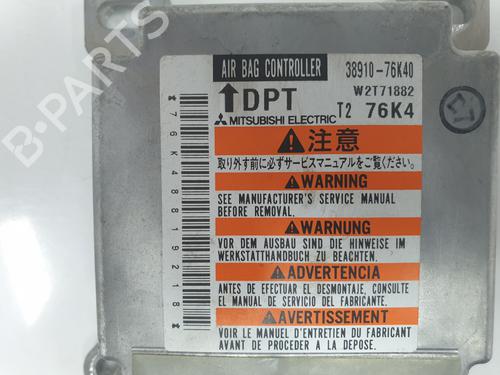 AIR BAG CONTROLLER 38910-76K40
W2T71882
↑DPT T2 76K4
MITSUBISHI ELECTRIC
⚠注意
取り外す前に必ずサービスマニュアルをご覧ください。
⚠WARNING
SEE MANUFACTURER'S SERVICE MANUAL
BEFORE REMOVAL.
⚠WARNUNG
VOR DEM AUSBAU SIND DIE HINWEISE IM
WERKSTATTHANDBUCH ZU BEACHTEN.
⚠ADVERTENCIA
ANTES DE EFECTUAR EL DESMONTAJE, CONSULTE
EL MANUAL DE SERVICIO DEL FABRICANTE.
⚠AVERTISSEMENT
VOIR LE MANUEL D'ENTRETIEN DU FABRICANT
AVANT DE PROCEDER A LA DEPOSE.
*76K48819218*
B-PARTS